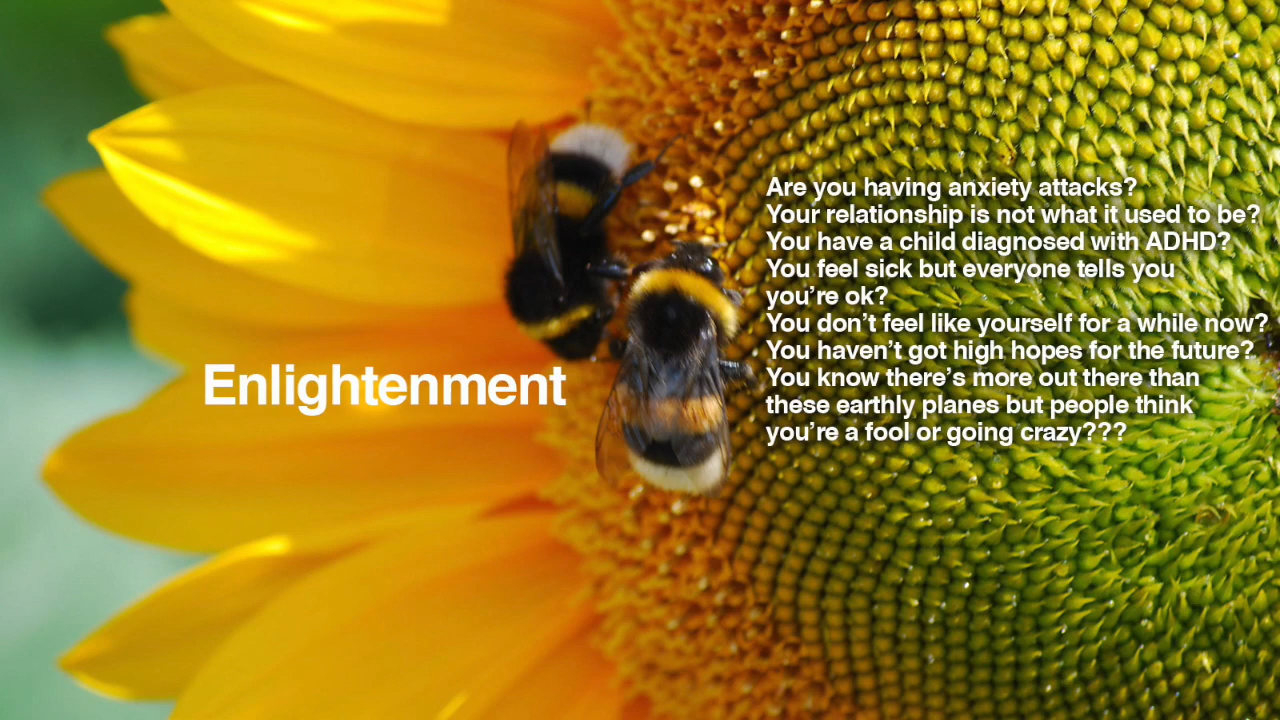 Enlightenment
Are you having anxiety attacks?
Your relationship is not what it used to be?
You have a child diagnosed with ADHD?
You feel sick but everyone tells you
you’re ok?
You don’t feel like yourself for a while now?
You haven’t got high hopes for the future?
You know there’s more out there than
these earthly planes but people think
you’re a fool or going crazy???